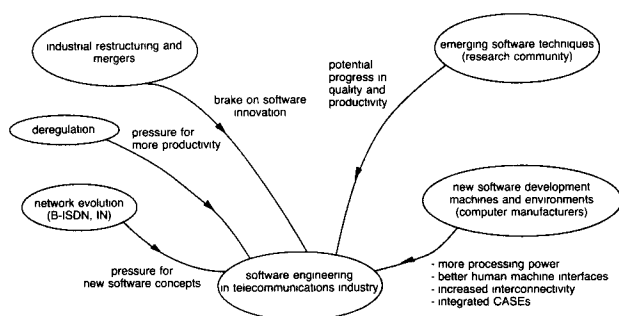 industrial restructuring and
mergers
emerging software techniques
(research community)
potential
progress in
quality and
productivity
brake on software
innovation
deregulation
pressure for
more productivity
network evolution
(B-ISDN, IN)
new software development
machines and environments
(computer manufacturers)
pressure for
new software concepts
software engineering
in telecommunications industry
- more processing power
- better human machine interfaces
- increased interconnectivity
- integrated CASEs